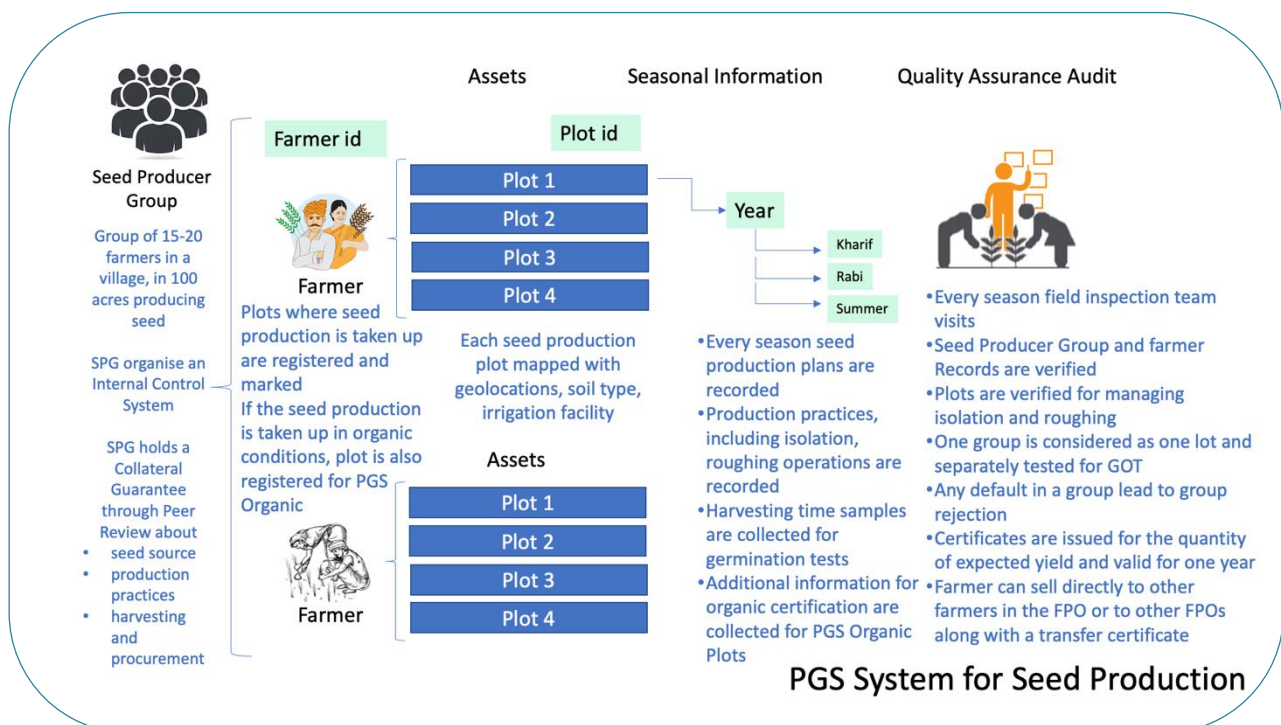 Assets
Seasonal Information
Quality Assurance Audit
Seed Producer
Group
Group of 15-20
farmers in a
village, in 100
acres producing
seed
SPG organise an
Internal Control
System
SPG holds a
Collateral
Guarantee
through Peer
Review about
• seed source
• production
practices
• harvesting
and
procurement
Farmer id
Farmer
Plots where seed
production is taken up
are registered and
marked
If the seed production
is taken up in organic
conditions, plot is also
registered for PGS
Organic
Farmer
Plot id
Plot 1
Plot 2
Plot 3
Plot 4
Each seed production
plot mapped with
geolocations, soil type,
irrigation facility
Assets
Plot 1
Plot 2
Plot 3
Plot 4
Year
Kharif
Rabi
Summer
•Every season seed
production plans are
recorded
•Production practices,
including isolation,
roughing operations are
recorded
•Harvesting time samples
are collected for
germination tests
•Additional information for
organic certification are
collected for PGS Organic
Plots
•Every season field inspection team
visits
•Seed Producer Group and farmer
Records are verified
•Plots are verified for managing
isolation and roughing
•One group is considered as one lot and
separately tested for GOT
•Any default in a group lead to group
rejection
•Certificates are issued for the quantity
of expected yield and valid for one year
•Farmer can sell directly to other
farmers in the FPO or to other FPOs
along with a transfer certificate
PGS System for Seed Production